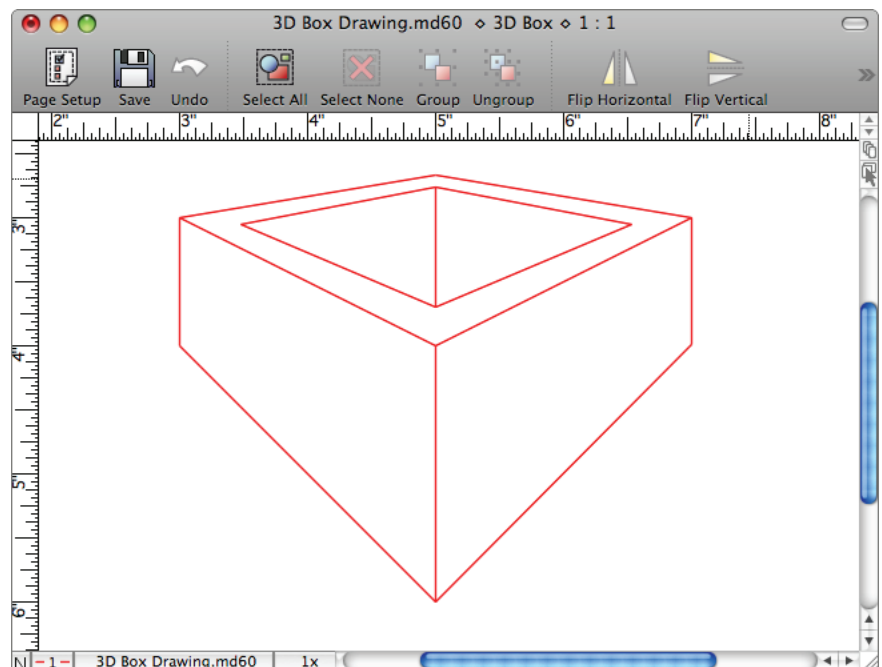 3D Box Drawing.md60 ⋄ 3D Box ⋄ 1 : 1
Page Setup Save Undo Select All Select None Group Ungroup Flip Horizontal Flip Vertical
»
2" 3" 4" 5" 6" 7" 8"
3"
4"
5"
6"
N – 1 – 3D Box Drawing.md60 1x